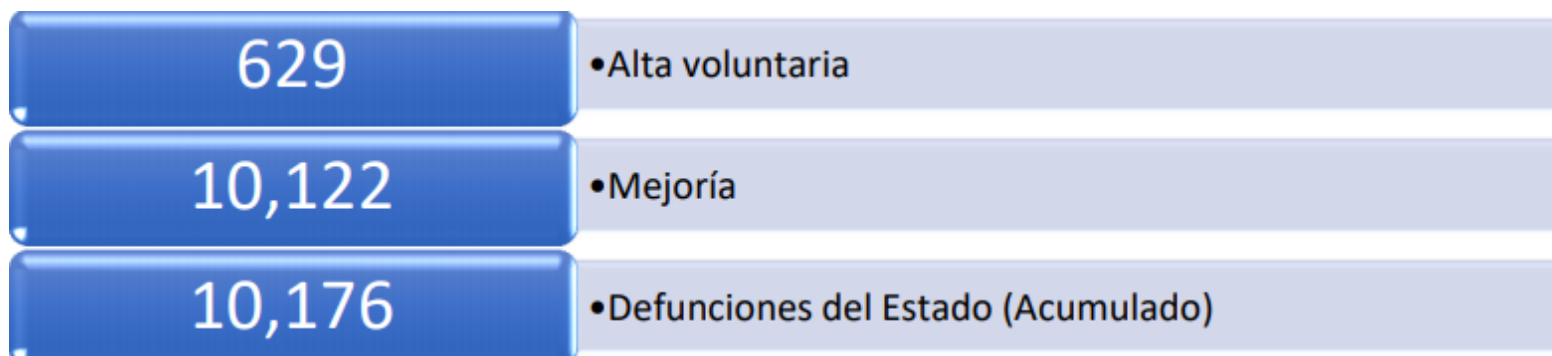 629 •Alta voluntaria
10,122 •Mejoría
10,176 •Defunciones del Estado (Acumulado)